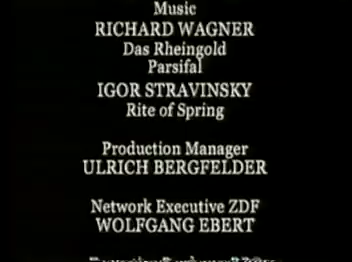 Music
RICHARD WAGNER
Das Rheingold
Parsifal
IGOR STRAVINSKY
Rite of Spring
Production Manager
ULRICH BERGFELDER
Network Executive ZDF
WOLFGANG EBERT